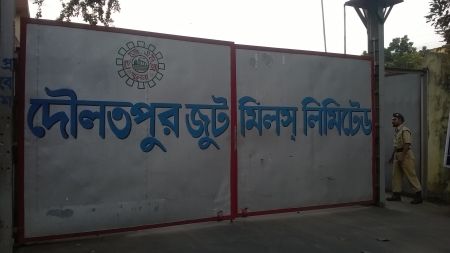 দৌলতপুর জুট মিলস্ লিমিটেড